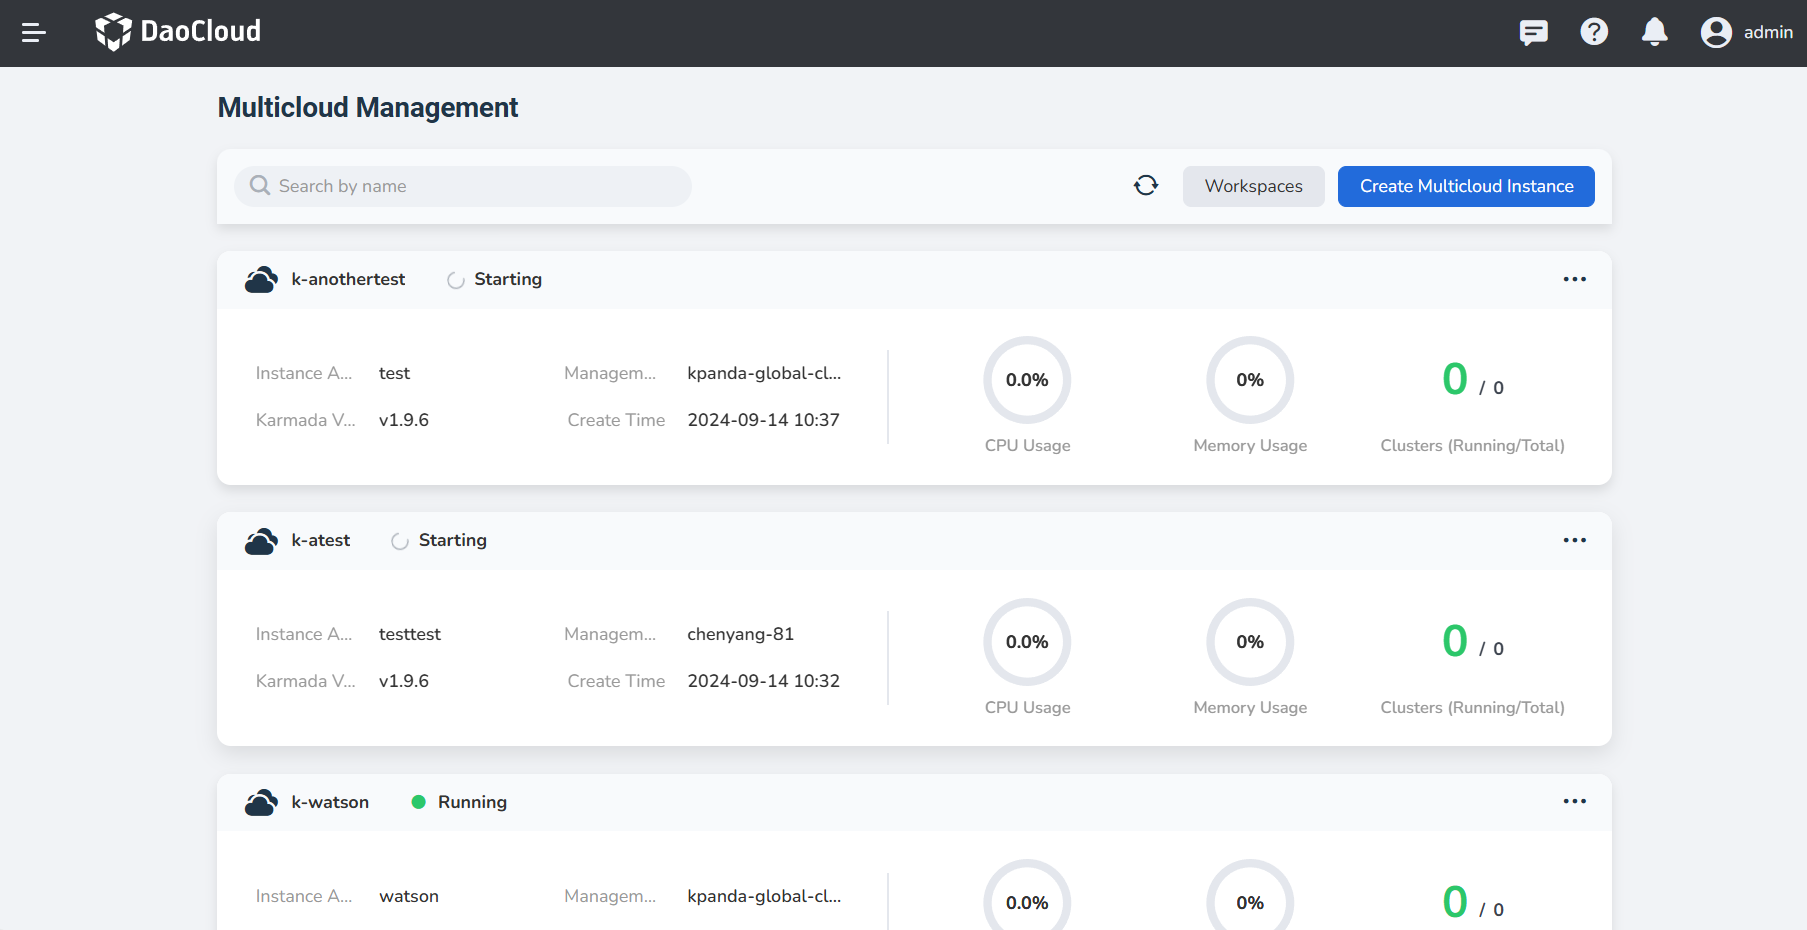 DaoCloud
admin
Multicloud Management
Search by name
Workspaces
Create Multicloud Instance
k-anothertest
Starting
Instance A... test
Managem... kpanda-global-cl...
Karmada V... v1.9.6
Create Time 2024-09-14 10:37
0.0%
CPU Usage
0%
Memory Usage
0 / 0
Clusters (Running/Total)
k-atest
Starting
Instance A... testtest
Managem... chenyang-81
Karmada V... v1.9.6
Create Time 2024-09-14 10:32
0.0%
CPU Usage
0%
Memory Usage
0 / 0
Clusters (Running/Total)
k-watson
Running
Instance A... watson
Managem... kpanda-global-cl...
0.0%
0%
0 / 0